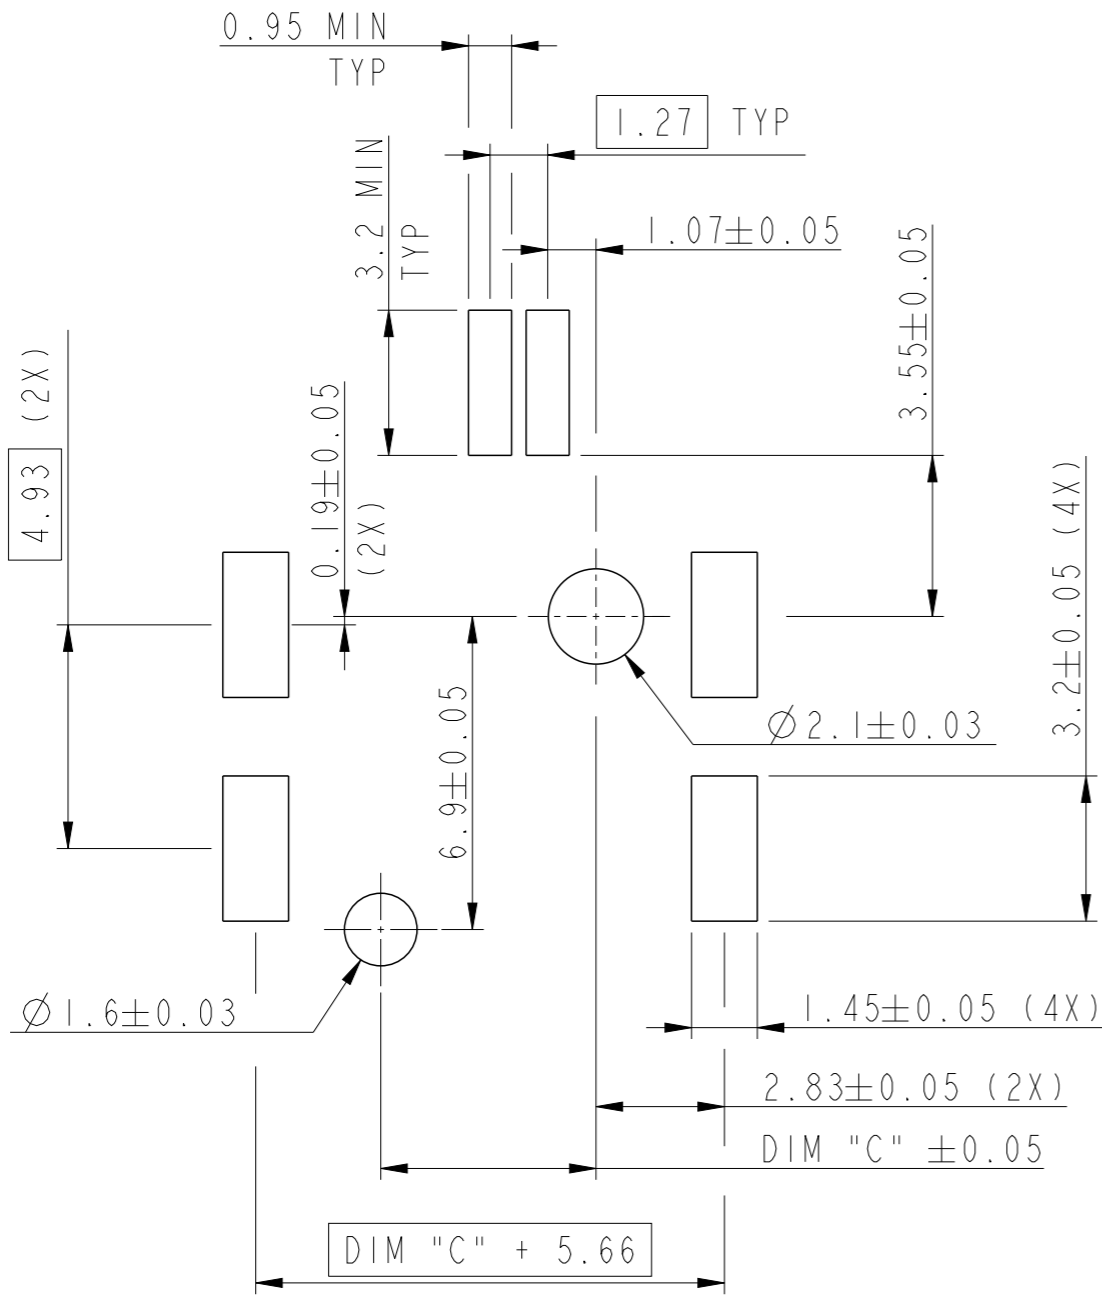 0.95 MIN
TYP
1.27 TYP
3.2 MIN
TYP
1.07±0.05
3.55±0.05
4.93 (2X)
0.19±0.05
(2X)
3.2±0.05 (4X)
6.9±0.05
Ø2.1±0.03
Ø1.6±0.03
1.45±0.05 (4X)
2.83±0.05 (2X)
DIM "C" ±0.05
DIM "C" + 5.66